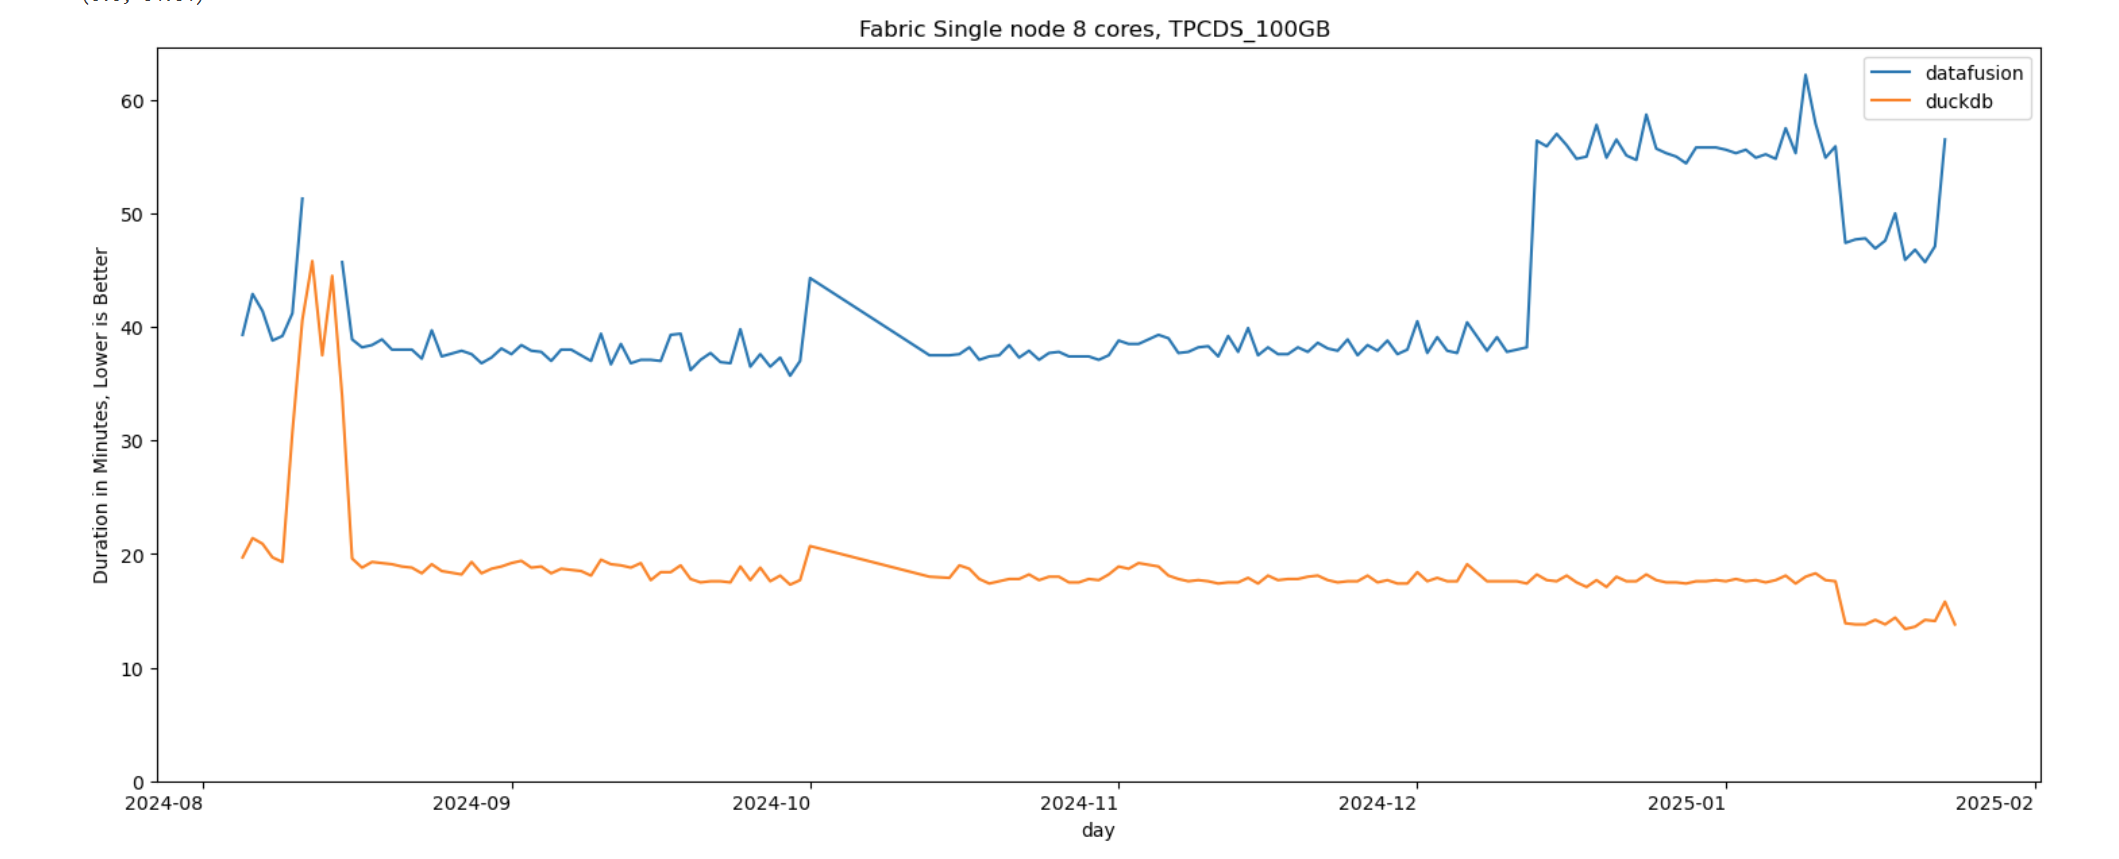 Fabric Single node 8 cores, TPCDS_100GB
datafusion
duckdb
Duration in Minutes, Lower is Better
60
50
40
30
20
10
0
2024-08
2024-09
2024-10
2024-11
2024-12
2025-01
2025-02
day